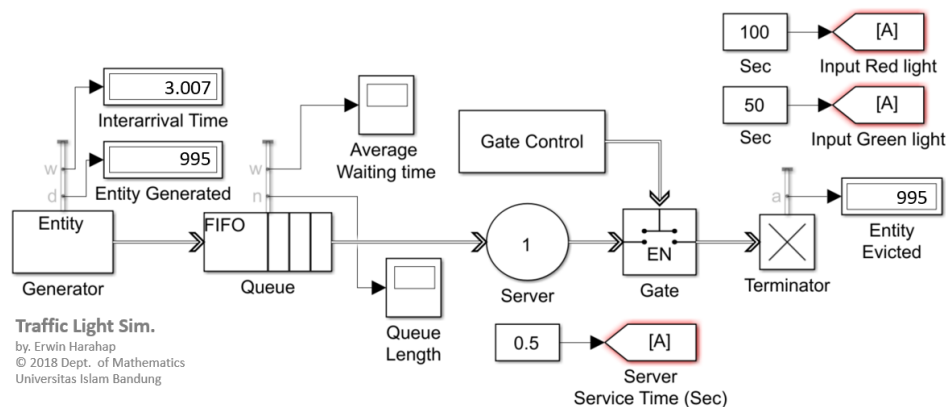 100
Sec
[A]
Input Red light
50
Sec
[A]
Input Green light
3.007
Interarrival Time
w
995
Entity Generated
d
Entity
Generator
w
n
Average
Waiting time
FIFO
Queue
Queue
Length
Gate Control
1
Server
EN
Gate
a
Terminator
995
Entity
Evicted
0.5
[A]
Server
Service Time (Sec)
Traffic Light Sim.
by. Erwin Harahap
© 2018 Dept. of Mathematics
Universitas Islam Bandung